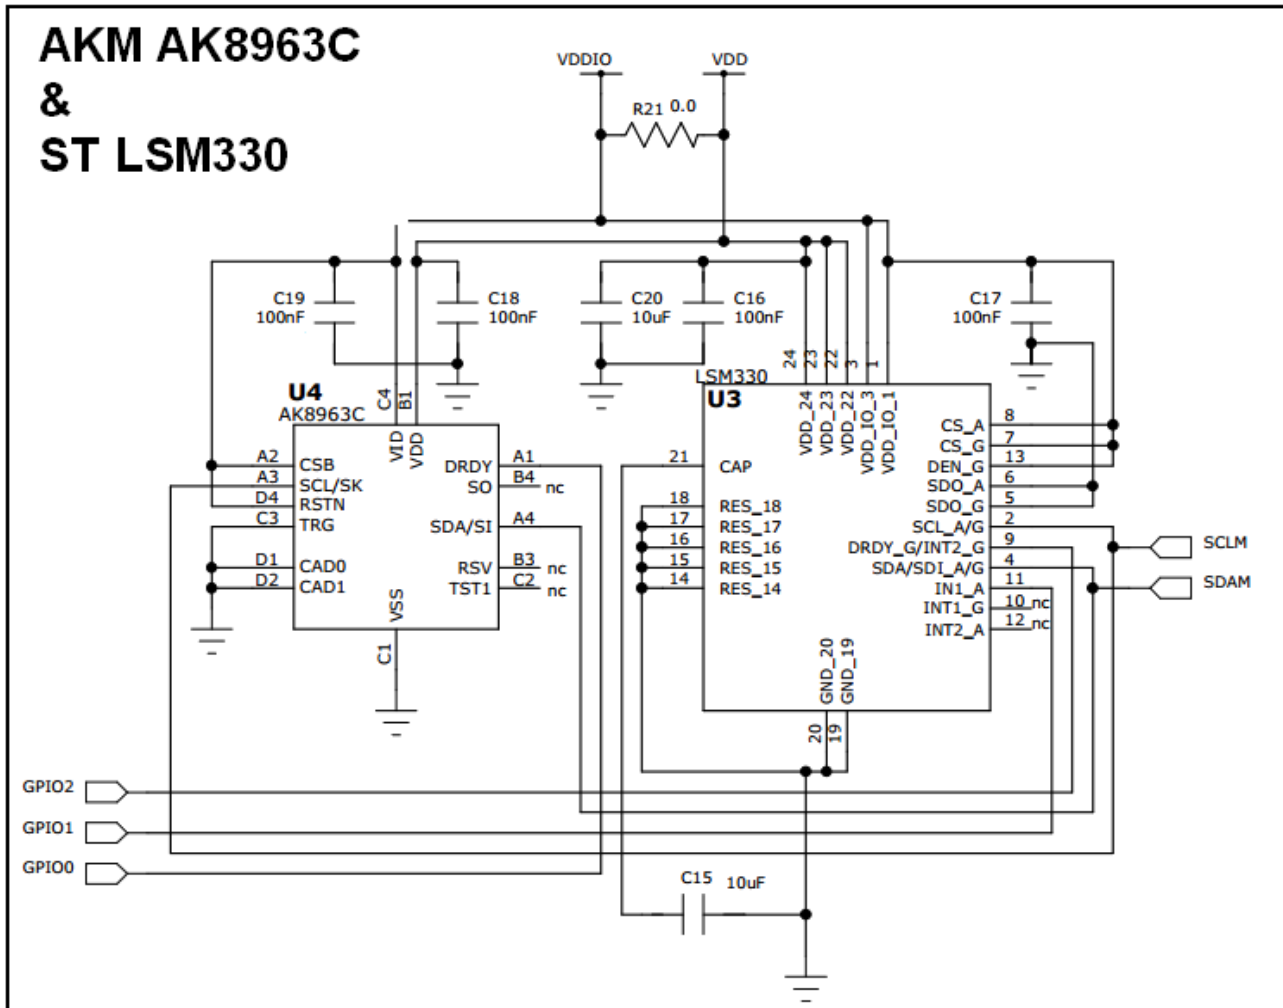 AKM AK8963C
&
ST LSM330
VDDIO
VDD
R21 0.0
C19
100nF
C18
100nF
C20
10uF
C16
100nF
C17
100nF
U4
AK8963C
C4
B1
VID
VDD
A2
CSB
A3
SCL/SK
D4
RSTN
C3
TRG
D1
CAD0
D2
CAD1
DRDY
A1
SO
B4
nc
SDA/SI
A4
RSV
B3
nc
TST1
C2
nc
VSS
C1
LSM330
U3
24
23
22
3
1
VDD_24
VDD_23
VDD_22
VDD_IO_3
VDD_IO_1
21
CAP
18
RES_18
17
RES_17
16
RES_16
15
RES_15
14
RES_14
CS_A
8
CS_G
7
DEN_G
13
SDO_A
6
SDO_G
5
SCL_A/G
2
DRDY_G/INT2_G
9
SDA/SDI_A/G
4
IN1_A
11
INT1_G
10
nc
INT2_A
12
nc
GND_20
GND_19
20
19
SCLM
SDAM
GPIO2
GPIO1
GPIO0
C15 10uF